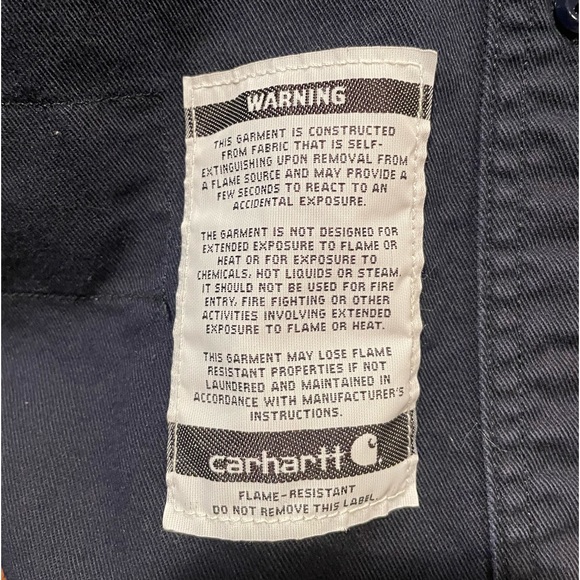 WARNING
THIS GARMENT IS CONSTRUCTED
FROM FABRIC THAT IS SELF-
EXTINGUISHING UPON REMOVAL FROM
A FLAME SOURCE AND MAY PROVIDE A
FEW SECONDS TO REACT TO AN
ACCIDENTAL EXPOSURE.
THE GARMENT IS NOT DESIGNED FOR
EXTENDED EXPOSURE TO FLAME OR
HEAT OR FOR EXPOSURE TO
CHEMICALS, HOT LIQUIDS OR STEAM.
IT SHOULD NOT BE USED FOR FIRE
ENTRY, FIRE FIGHTING OR OTHER
ACTIVITIES INVOLVING EXTENDED
EXPOSURE TO FLAME OR HEAT.
THIS GARMENT MAY LOSE FLAME
RESISTANT PROPERTIES IF NOT
LAUNDERED AND MAINTAINED IN
ACCORDANCE WITH MANUFACTURER'S
INSTRUCTIONS.
carhartt
FLAME-RESISTANT
DO NOT REMOVE THIS LABEL